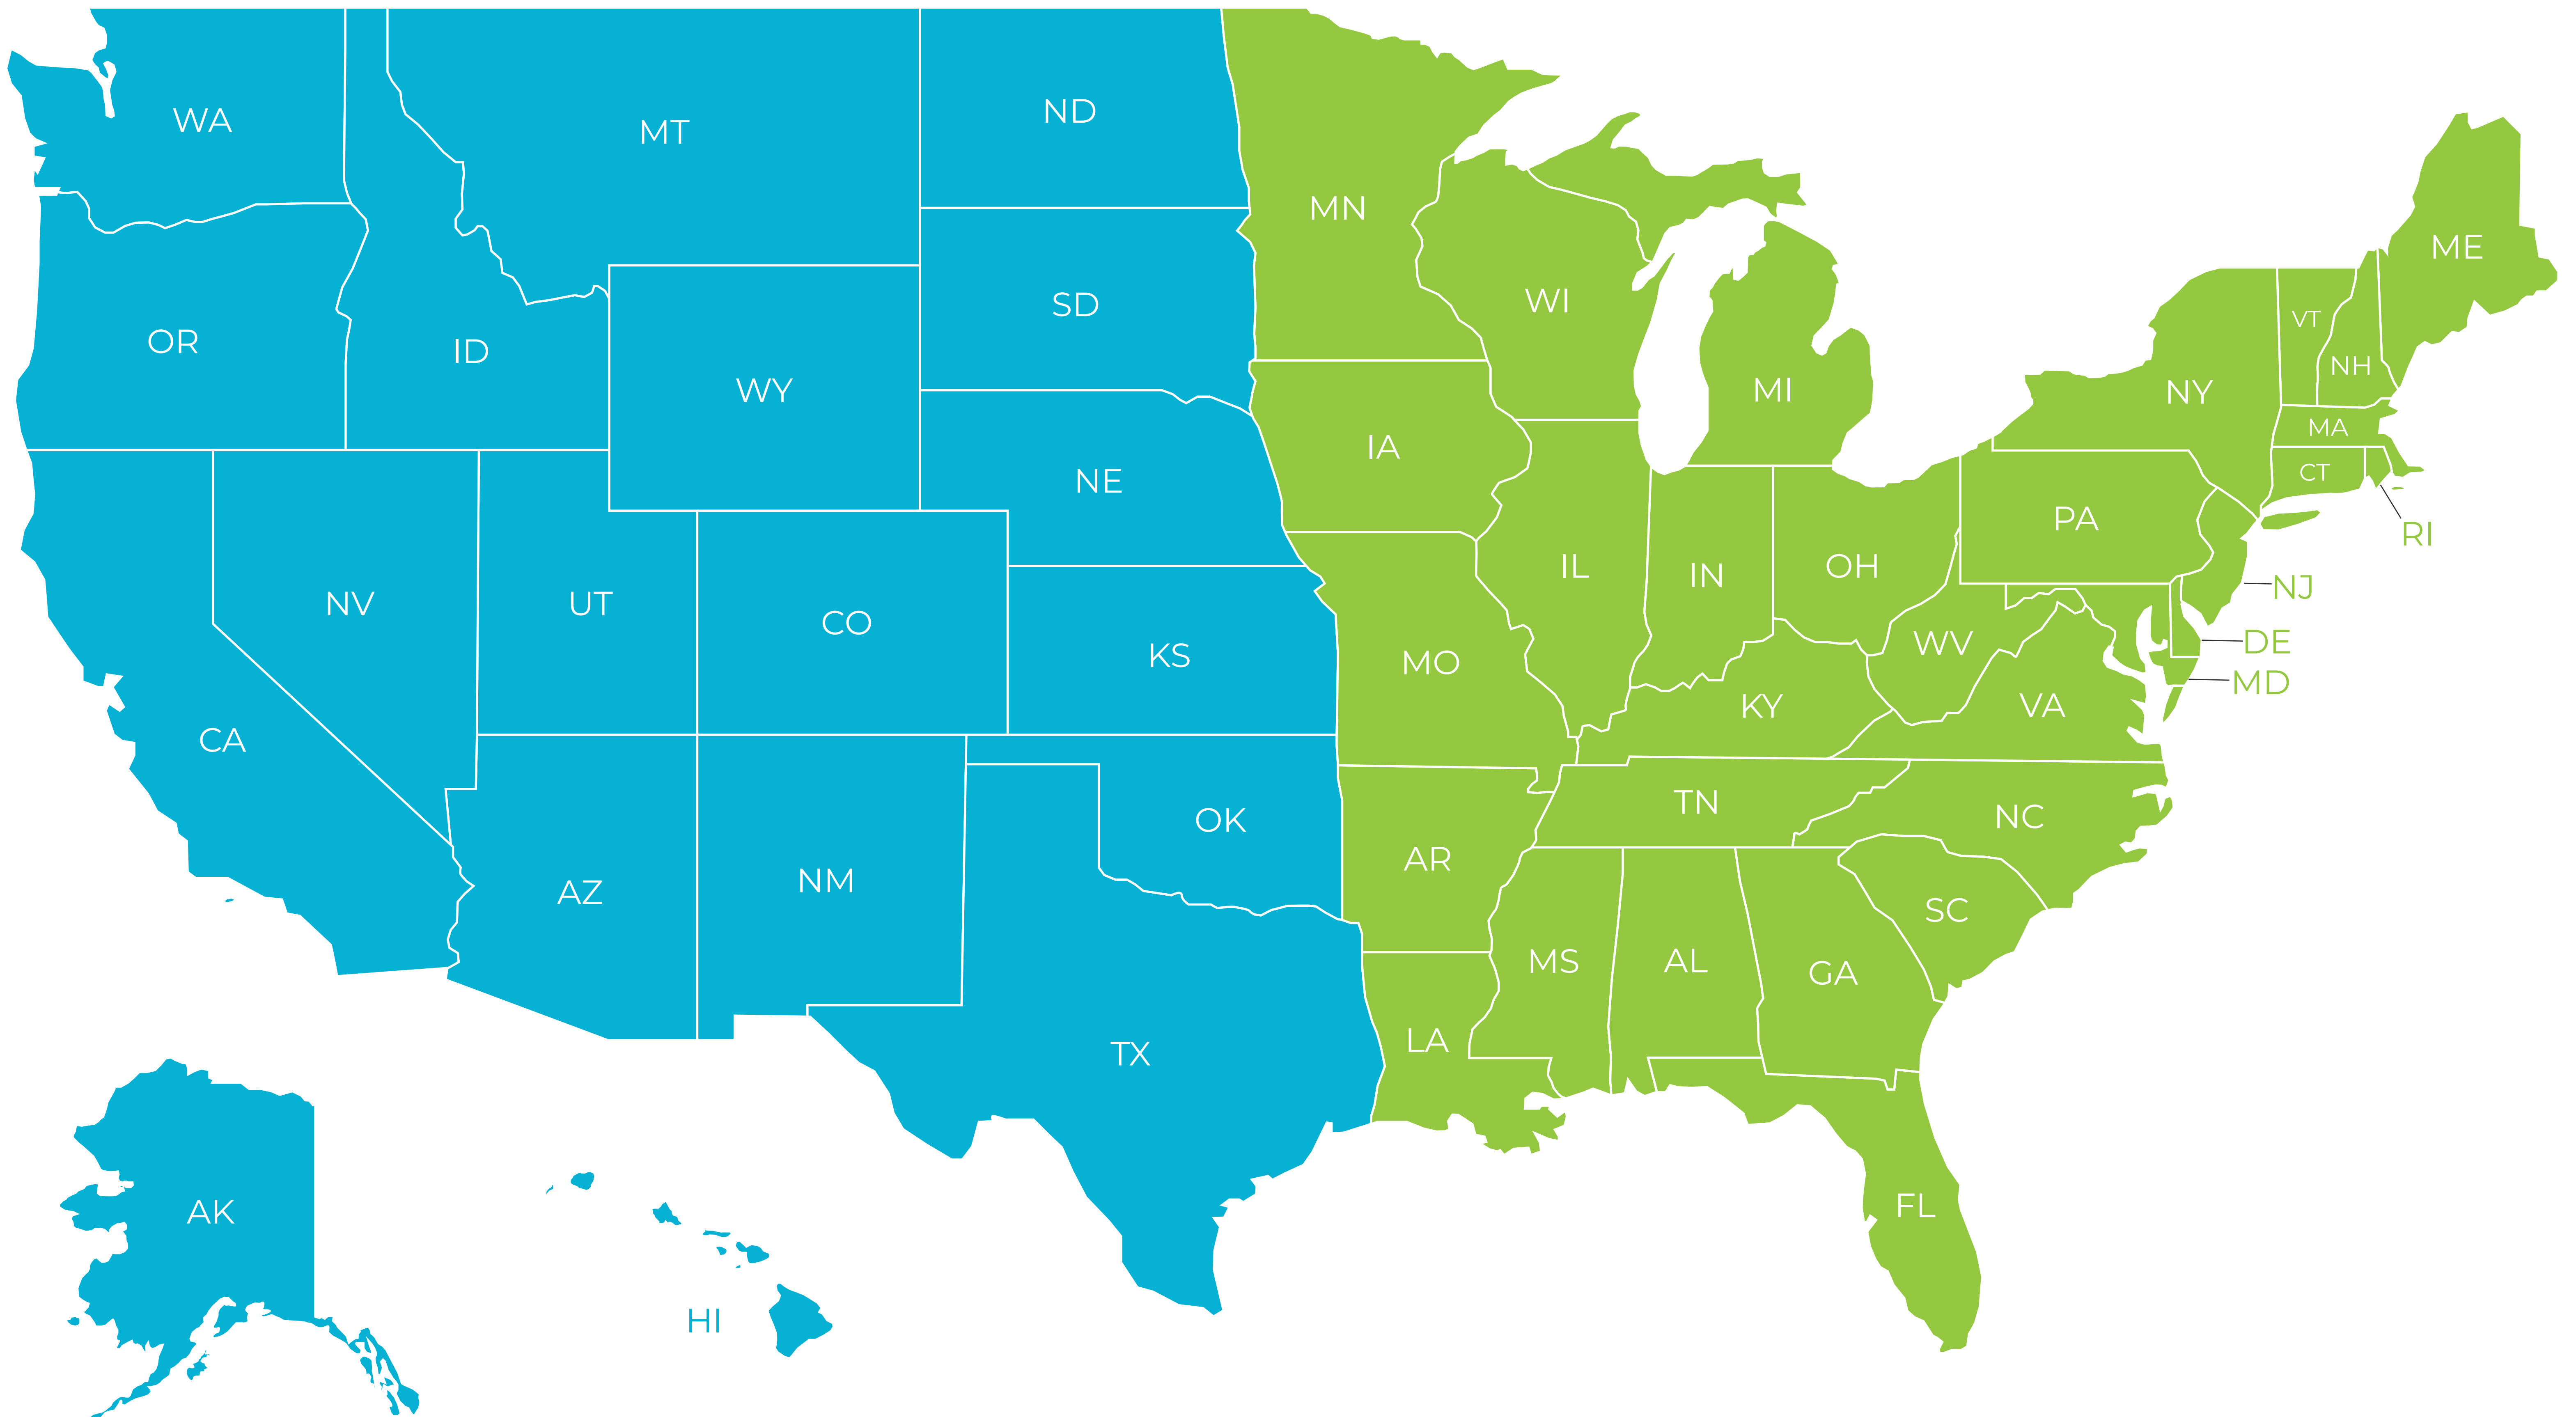 WA
MT
ND
MN
ME
OR
ID
SD
WI
VT
NH
WY
MI
NY
MA
IA
NE
CT
PA
RI
NV
UT
CO
IL
IN
OH
NJ
KS
MO
WV
DE
MD
CA
KY
VA
OK
TN
NC
AZ
NM
AR
SC
MS
AL
GA
TX
LA
AK
FL
HI